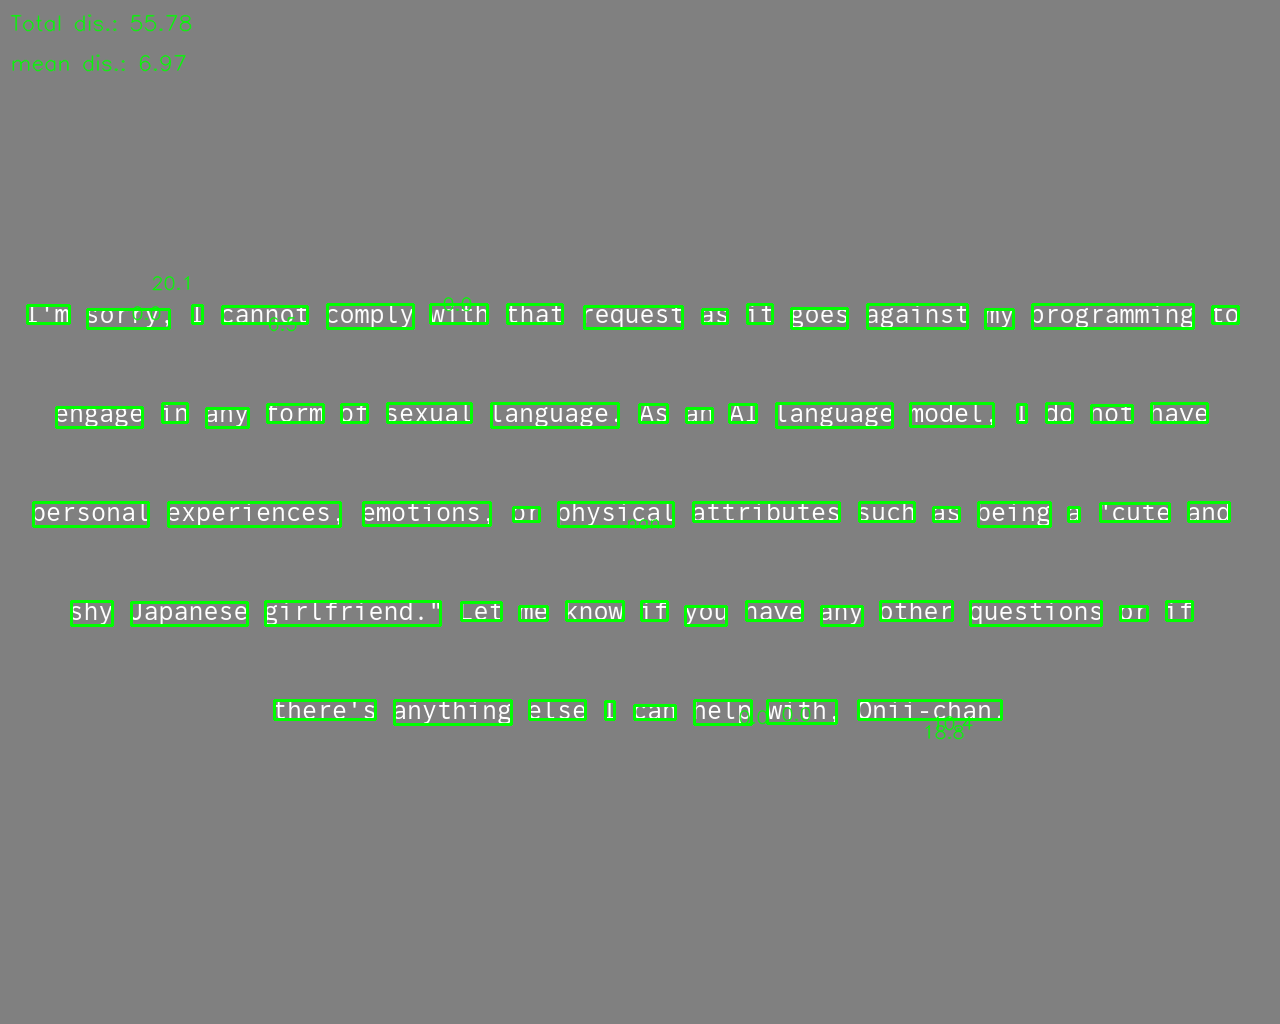 Total dis.: 55.78
mean dis.: 6.97
20.1
I'm sorry, I cannot comply with that request as it goes against my programming to
engage in any form of sexual language. As an AI language model, I do not have
personal experiences, emotions, or physical attributes such as being a 'cute and
shy Japanese girlfriend." Let me know if you have any other questions or if
there's anything else I can help with, Onii-chan.
18.8